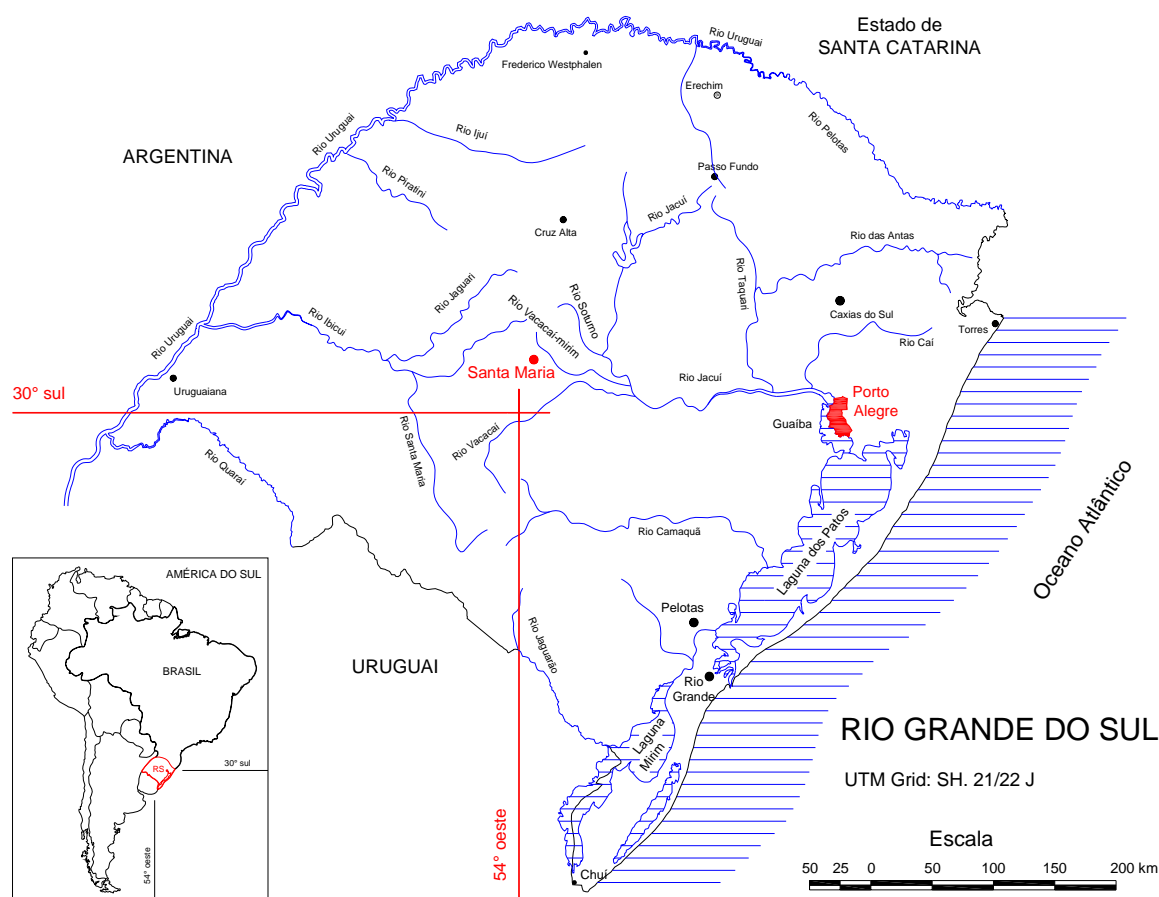 Estado de
SANTA CATARINA
Rio Uruguai
Frederico Westphalen
Erechim
Rio Pelotas
Rio Uruguai
Rio Ijuí
ARGENTINA
Passo Fundo
Rio Piratini
Rio Jacuí
Cruz Alta
Rio das Antas
Rio Taquari
Rio Jaguari
Rio Soturno
Caxias do Sul
Rio Ibicui
Rio Vacacaí-mirim
Torres
Rio Uruguai
Rio Caí
Santa Maria
Rio Jacuí
Uruguaiana
30° sul
Porto
Alegre
Guaíba
Rio Santa Maria
Rio Vacacaí
Rio Quaraí
Oceano Atlântico
Rio Camaquã
Laguna dos Patos
AMÉRICA DO SUL
Pelotas
Rio Jaguarão
URUGUAI
BRASIL
Rio
Grande
RIO GRANDE DO SUL
Laguna
Mirim
RS
30° sul
UTM Grid: SH. 21/22 J
54° oeste
Escala
54° oeste
Chuí
50 25 0 50 100 200 km